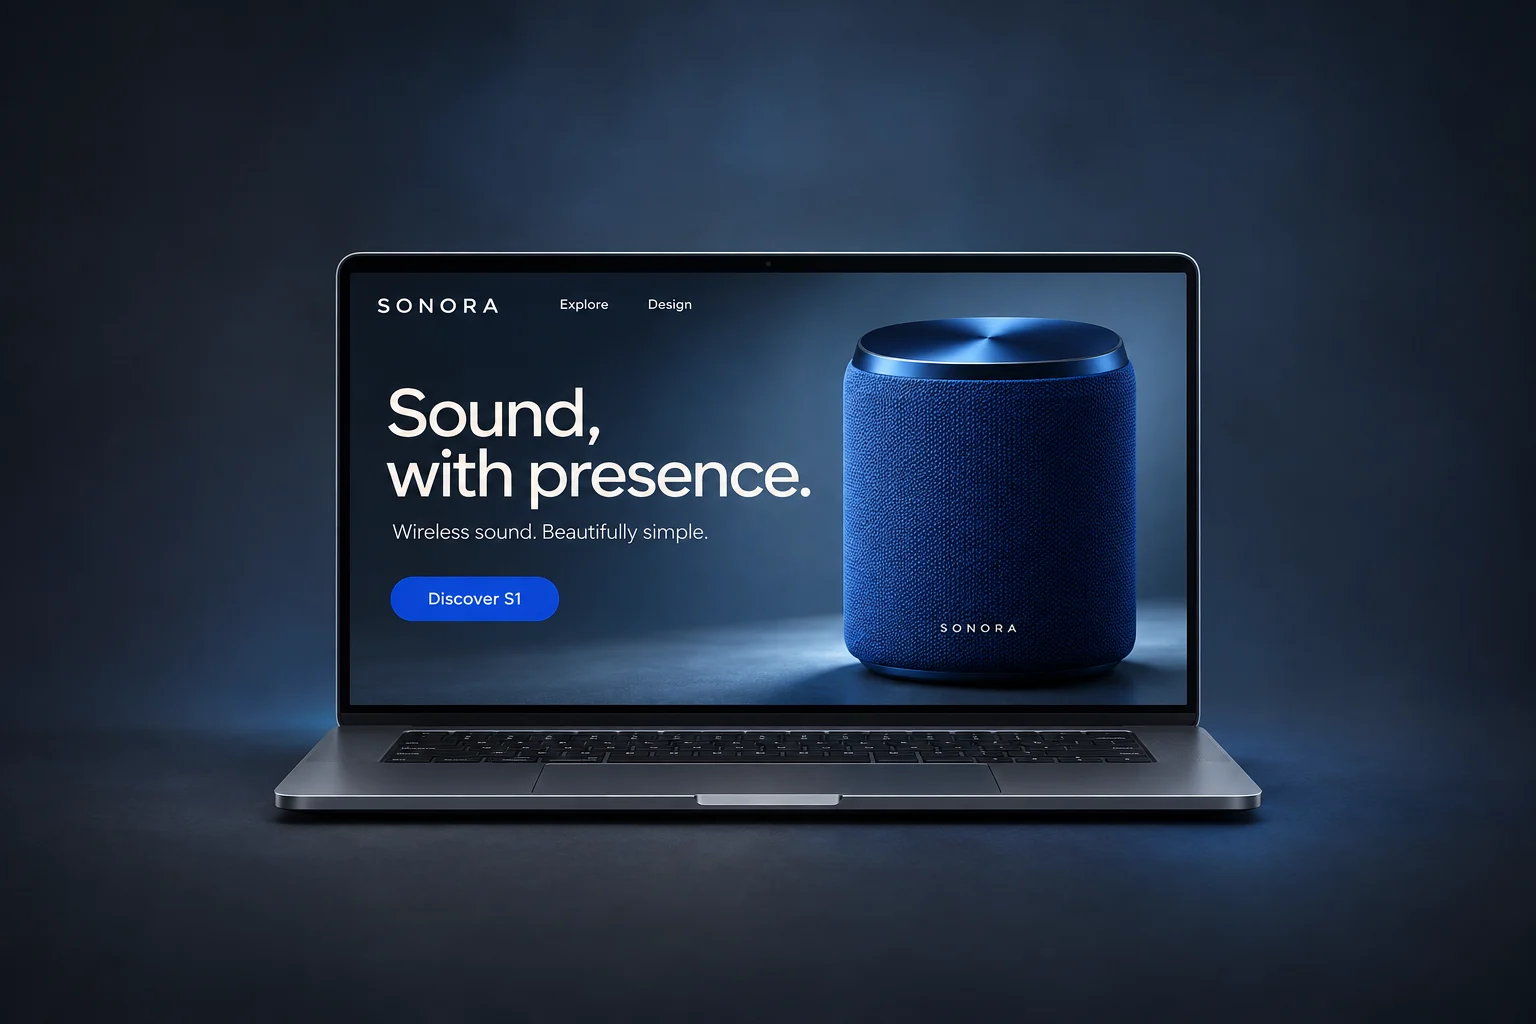 SONORA
Explore
Design
Sound,
with presence.
Wireless sound. Beautifully simple.
Discover S1
SONORA